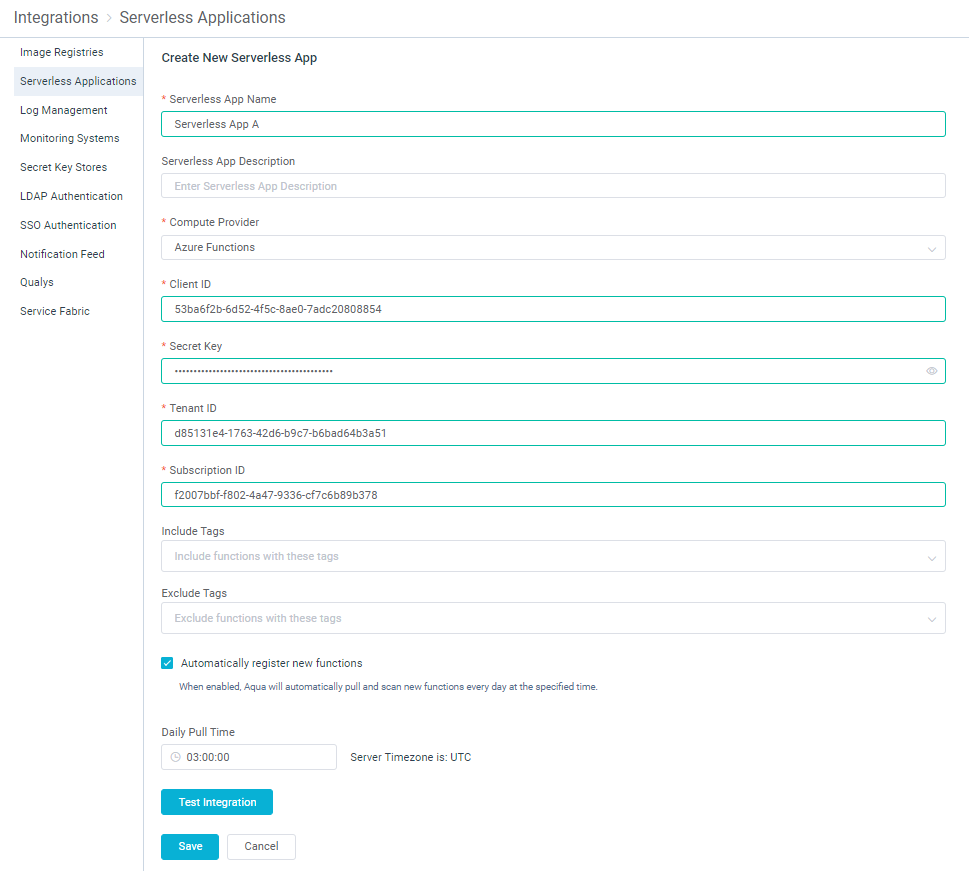 Integrations > Serverless Applications
Image Registries
Serverless Applications
Log Management
Monitoring Systems
Secret Key Stores
LDAP Authentication
SSO Authentication
Notification Feed
Qualys
Service Fabric
Create New Serverless App
* Serverless App Name
Serverless App A
Serverless App Description
Enter Serverless App Description
* Compute Provider
Azure Functions
* Client ID
53ba6f2b-6d52-4f5c-8ae0-7adc20808854
* Secret Key
* Tenant ID
d85131e4-1763-42d6-b9c7-b6bad64b3a51
* Subscription ID
f2007bbf-f802-4a47-9336-cf7c6b89b378
Include Tags
Include functions with these tags
Exclude Tags
Exclude functions with these tags
Automatically register new functions
When enabled, Aqua will automatically pull and scan new functions every day at the specified time.
Daily Pull Time
03:00:00 Server Timezone is: UTC
Test Integration
Save Cancel